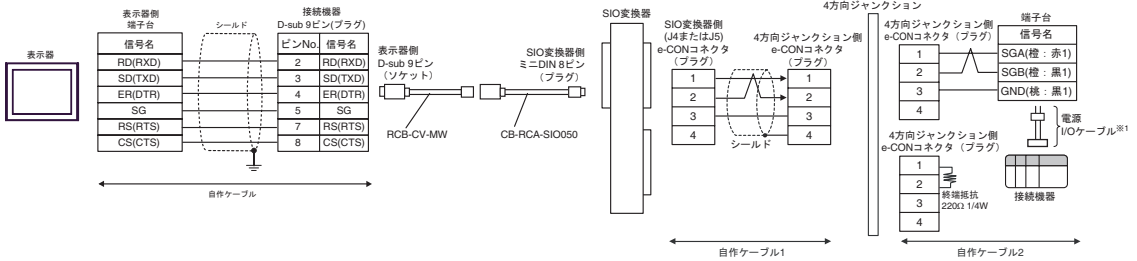 表示器
表示器側
端子台
シールド
接続機器
D-sub 9ピン(プラグ)
信号名
ピンNo.
信号名
RD(RXD)
2
RD(RXD)
SD(TXD)
3
SD(TXD)
ER(DTR)
4
ER(DTR)
SG
5
SG
RS(RTS)
7
RS(RTS)
CS(CTS)
8
CS(CTS)
自作ケーブル
表示器側
D-sub 9ピン
（ソケット）
RCB-CV-MW
SIO変換器側
ミニDIN 8ピン
（プラグ）
CB-RCA-SIO050
SIO変換器
SIO変換器側
(J4またはJ5)
e-CONコネクタ
（プラグ）
1
2
3
4
シールド
4方向ジャンクション側
e-CONコネクタ
（プラグ）
1
2
3
4
自作ケーブル1
4方向ジャンクション
4方向ジャンクション側
e-CONコネクタ（プラグ）
1
2
3
4
端子台
信号名
SGA(橙：赤1)
SGB(橙：黒1)
GND(桃：黒1)
電源
I/Oケーブル※1
接続機器
4方向ジャンクション側
e-CONコネクタ（プラグ）
1
2
3
4
終端抵抗
220Ω 1/4W
自作ケーブル2